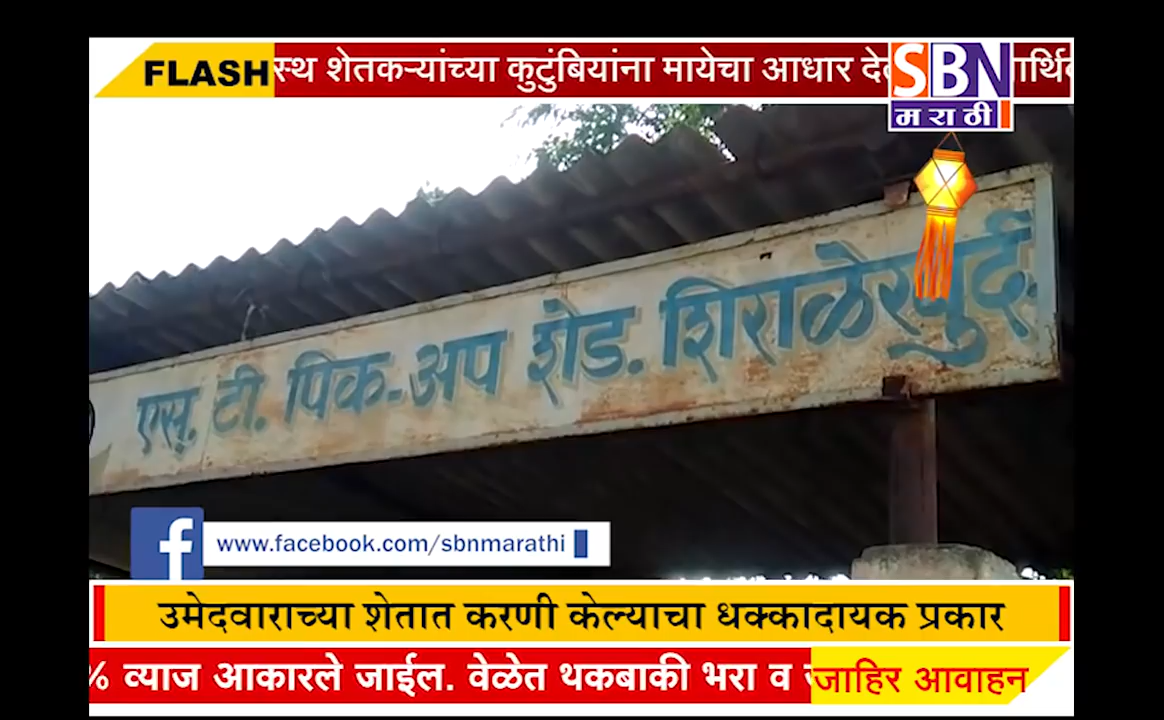 FLASH स्थ शेतकऱ्यांच्या कुटुंबियांना मायेचा आधार
SBN
मराठी
एस. टी. पिक-अप शेड. शिराळेखुर्द.
www.facebook.com/sbnmarathi
उमेदवाराच्या शेतात करणी केल्याचा धक्कादायक प्रकार
% व्याज आकारले जाईल. वेळेत थकबाकी भरा व जाहिर आवाहन